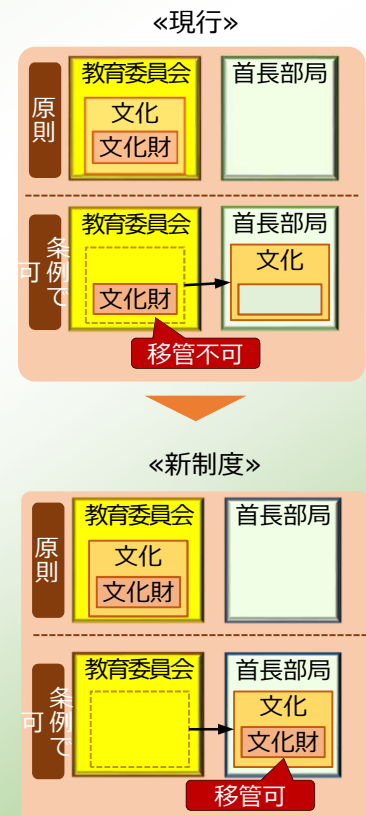 ≪現行≫
原則
教育委員会
文化
文化財
首長部局
条例で
可
教育委員会
文化財
首長部局
文化
移管不可
≪新制度≫
原則
教育委員会
文化
文化財
首長部局
条例で
可
教育委員会
首長部局
文化
文化財
移管可